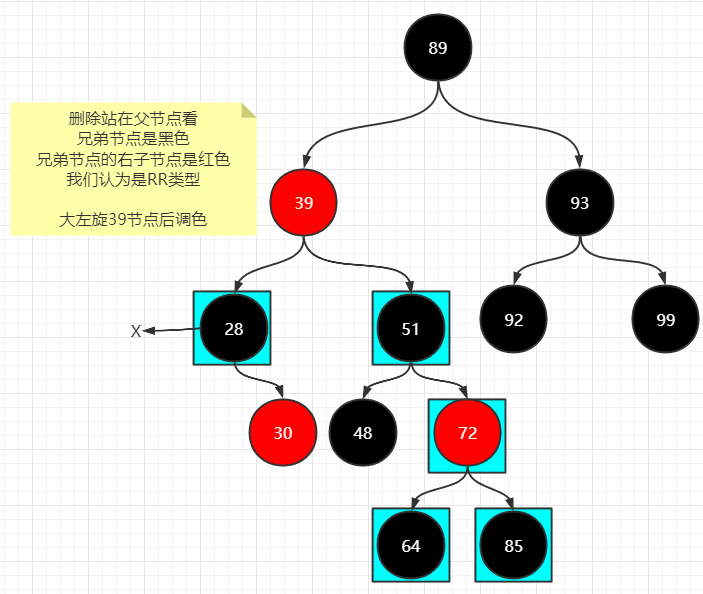 89
删除站在父节点看
兄弟节点是黑色
兄弟节点的右子节点是红色
我们认为是RR类型
大左旋39节点后调色
39
93
X
28
51
92
99
30
48
72
64
85